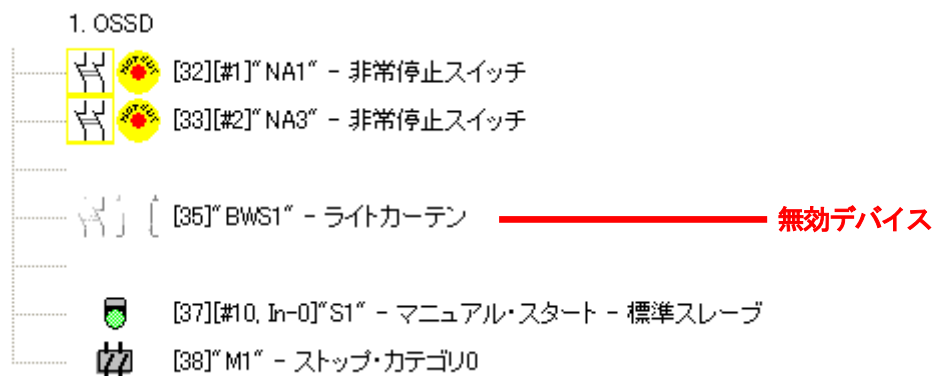 1. OSSD
[32][#1]"NA1" - 非常停止スイッチ
[33][#2]"NA3" - 非常停止スイッチ
[35]"BWS1" - ライトカーテン 無効デバイス
[37][#10, In-0]"S1" - マニュアル・スタート - 標準スレーブ
[38]"M1" - ストップ・カテゴリ0